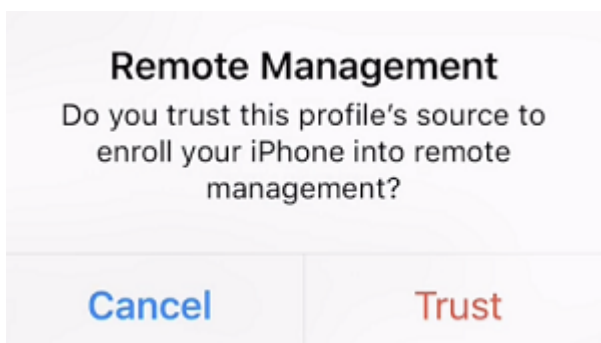 Remote Management
Do you trust this profile’s source to
enroll your iPhone into remote
management?
Cancel
Trust